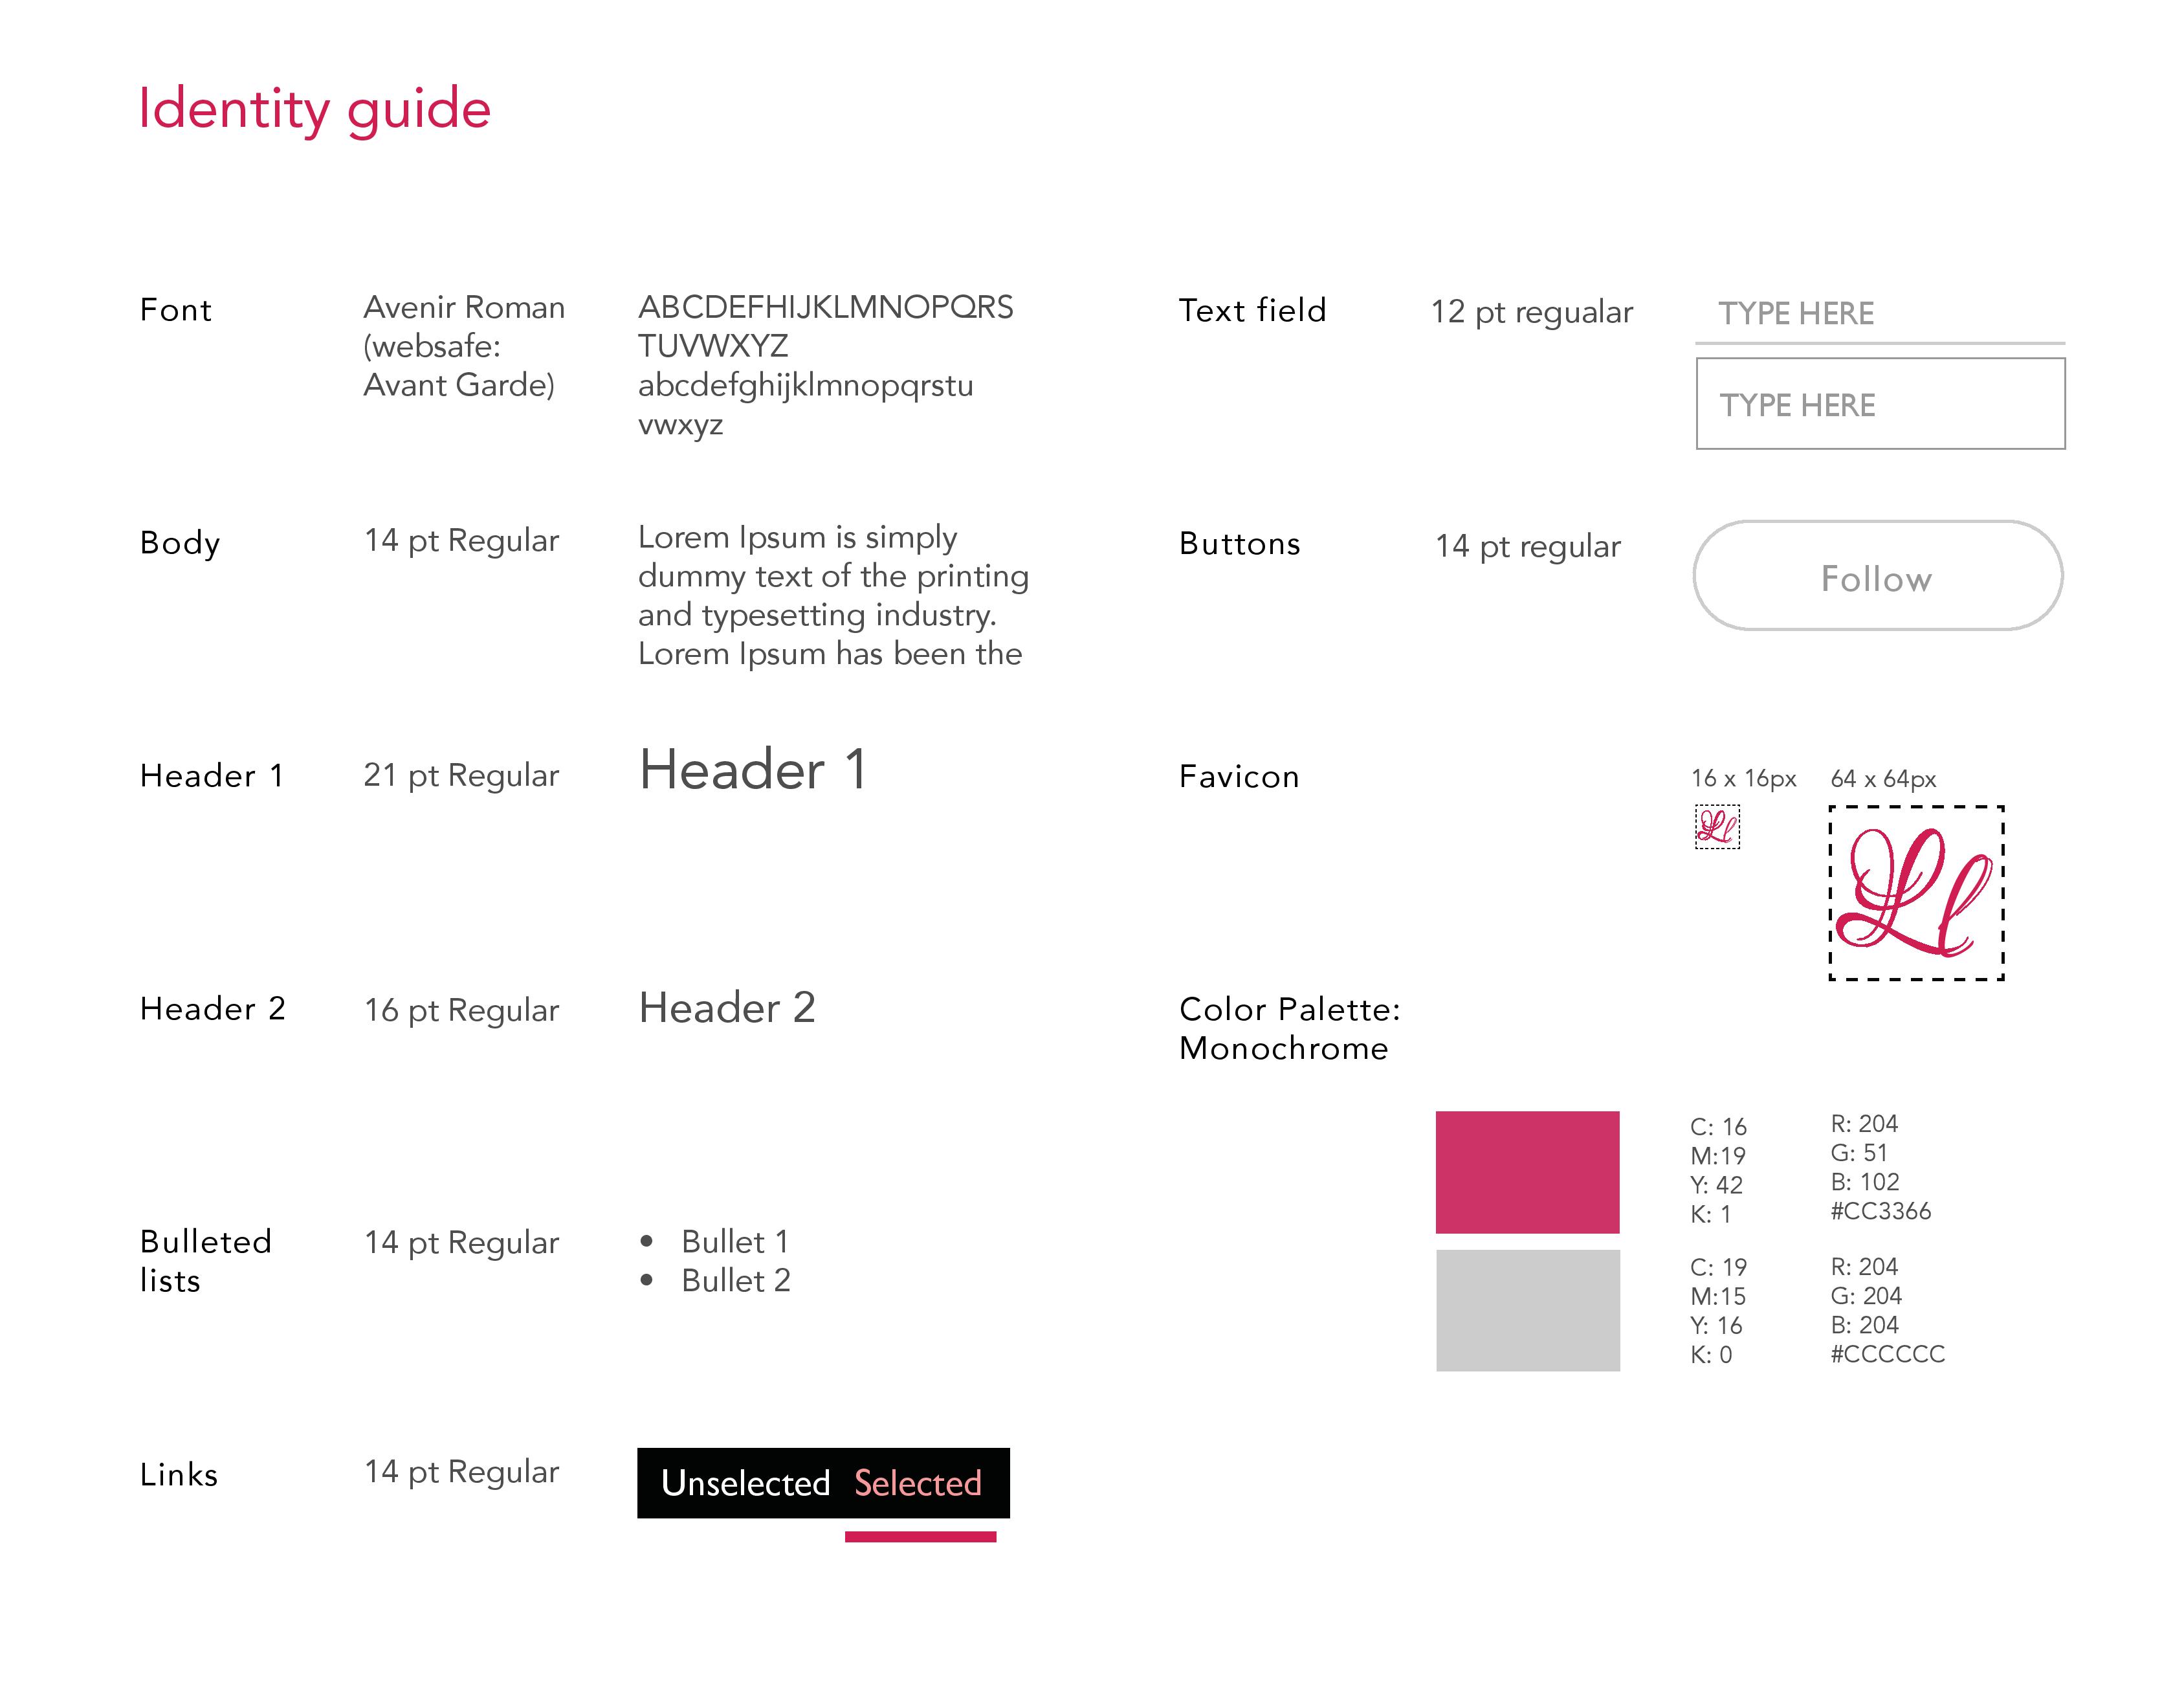 Identity guide
Font
Avenir Roman
(websafe:
Avant Garde)
ABCDEFHIJKLMNOPQRS
TUVWXYZ
abcdefghijklmnopqrstu
vwxyz
Body
14 pt Regular
Lorem Ipsum is simply
dummy text of the printing
and typesetting industry.
Lorem Ipsum has been the
Header 1
21 pt Regular
Header 1
Header 2
16 pt Regular
Header 2
Bulleted
lists
14 pt Regular
• Bullet 1
• Bullet 2
Links
14 pt Regular
Unselected Selected
Text field
12 pt regualar
TYPE HERE
TYPE HERE
Buttons
14 pt regular
Follow
Favicon
16 x 16px
Ll
64 x 64px
Ll
Color Palette:
Monochrome
C: 16
M:19
Y: 42
K: 1
R: 204
G: 51
B: 102
#CC3366
C: 19
M:15
Y: 16
K: 0
R: 204
G: 204
B: 204
#CCCCCC